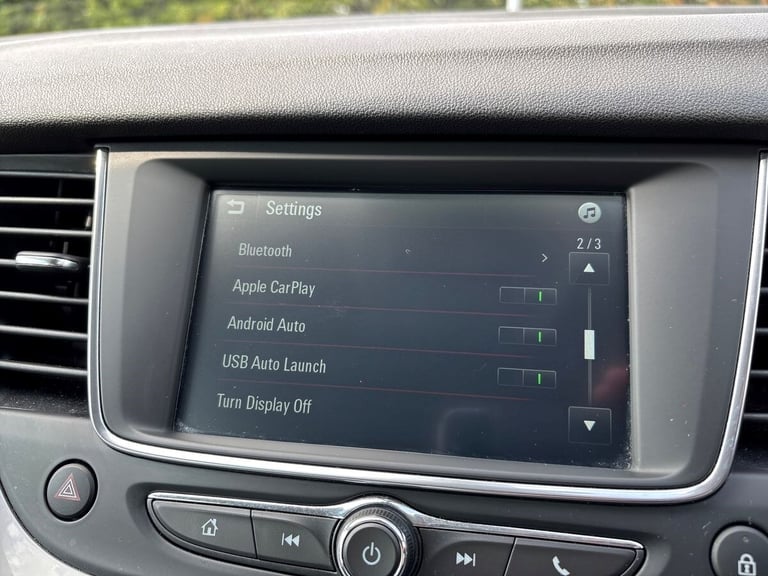 Settings
2/3
Bluetooth
Apple CarPlay
Android Auto
USB Auto Launch
Turn Display Off